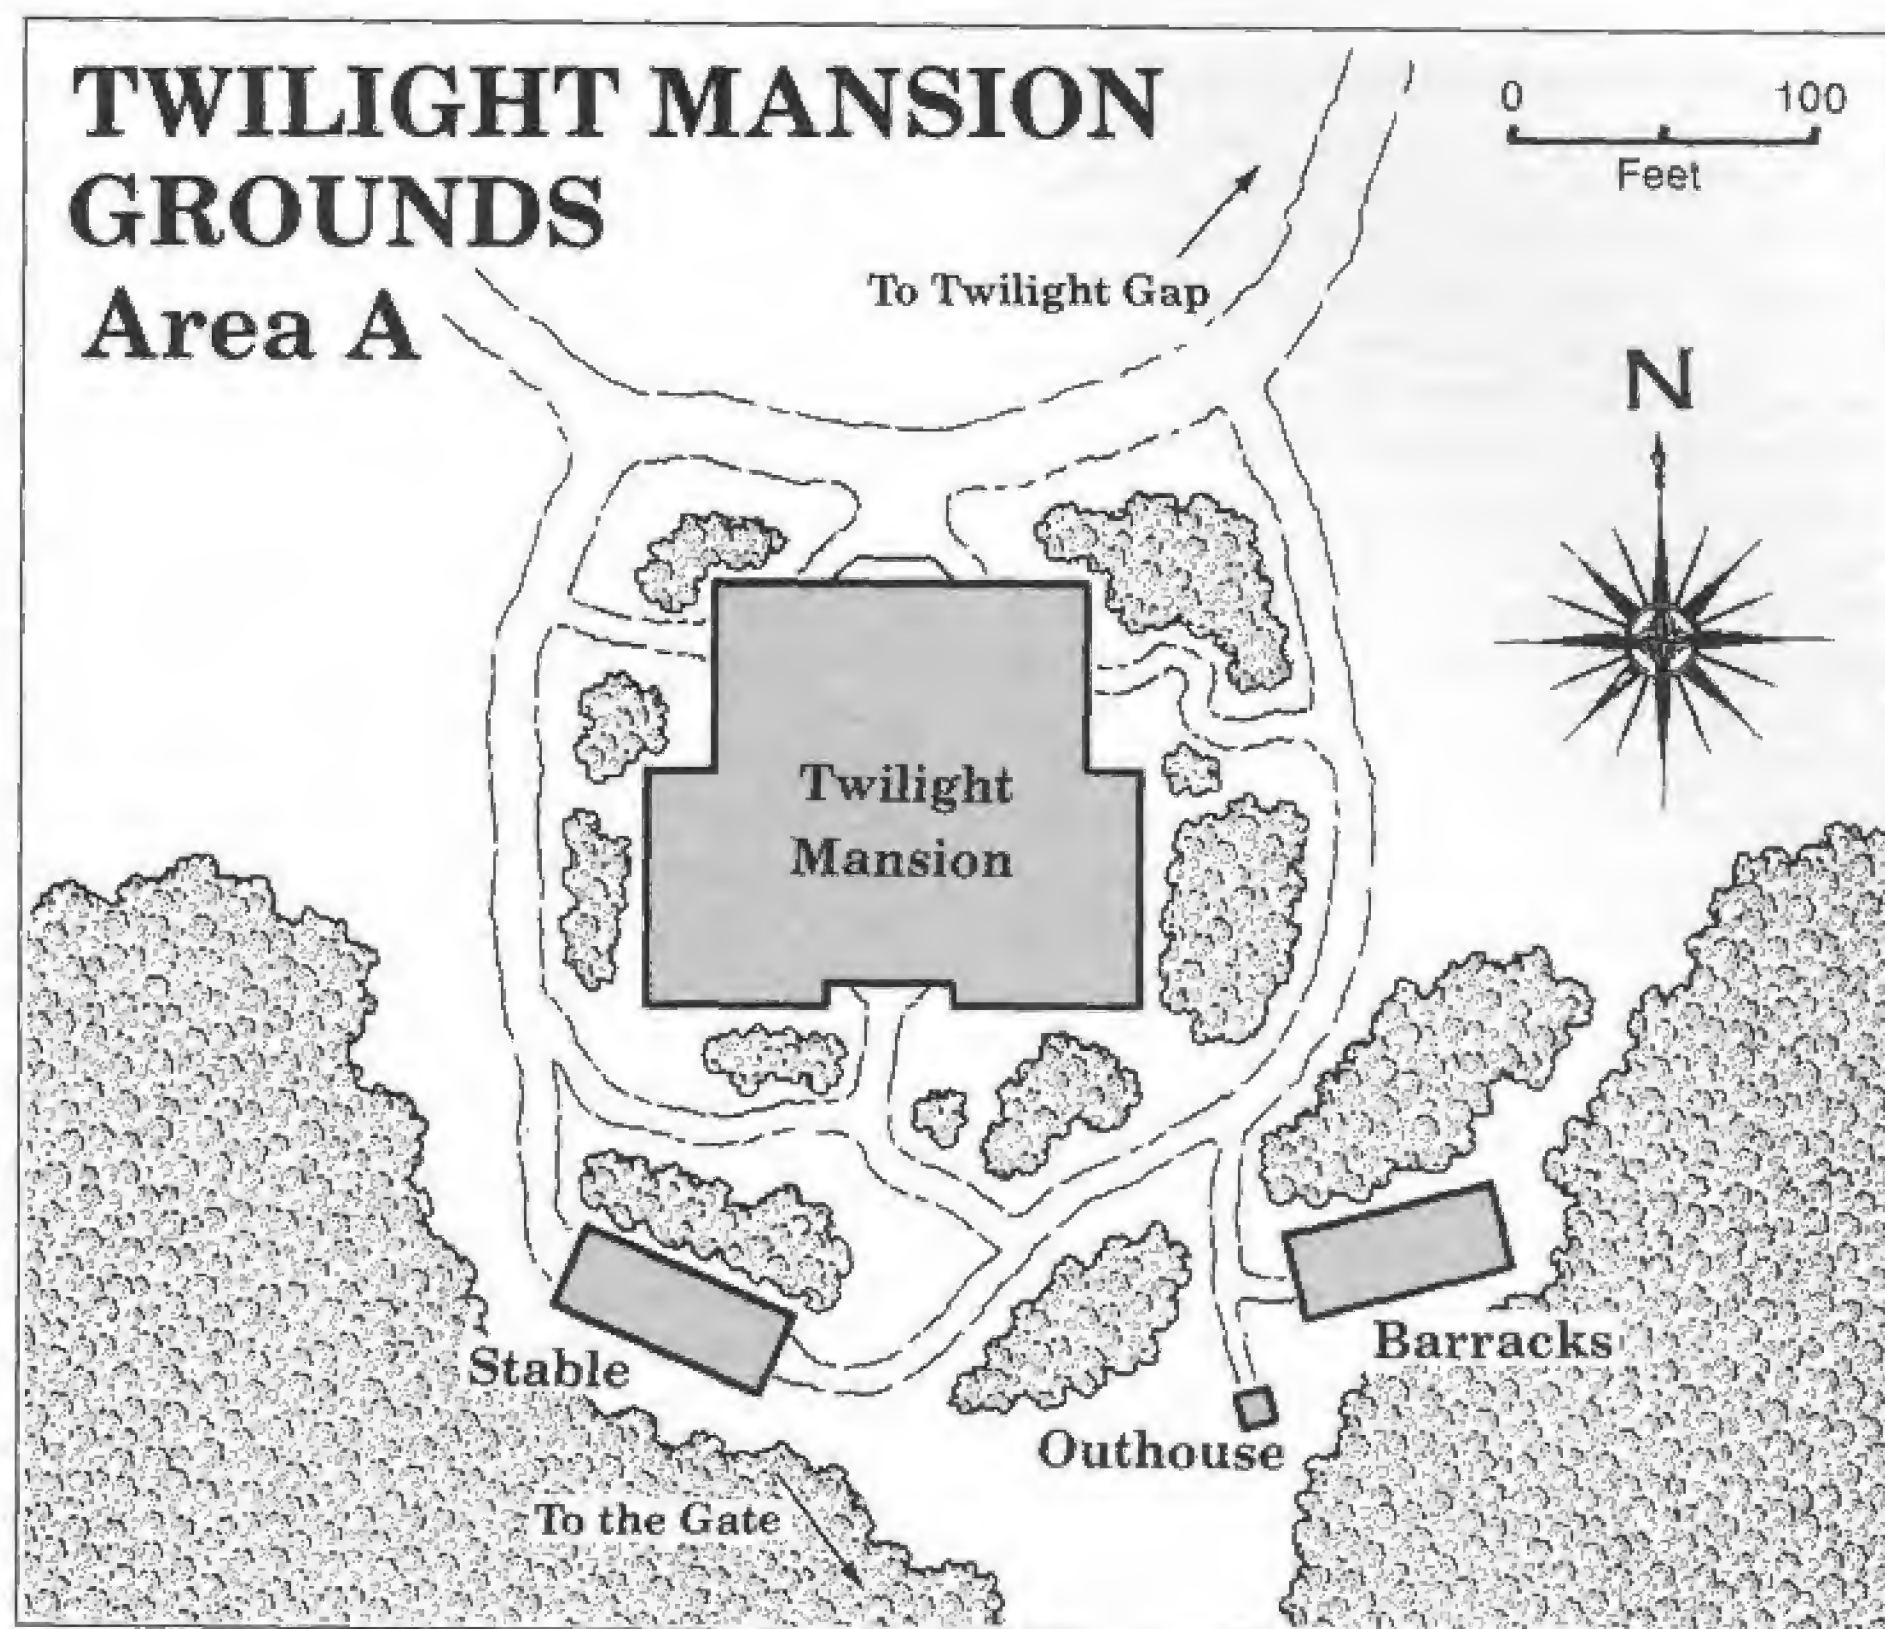 TWILIGHT MANSION
GROUNDS
Area A
0 100
Feet
To Twilight Gap
N
Twilight
Mansion
Stable
Barracks
Outhouse
To the Gate